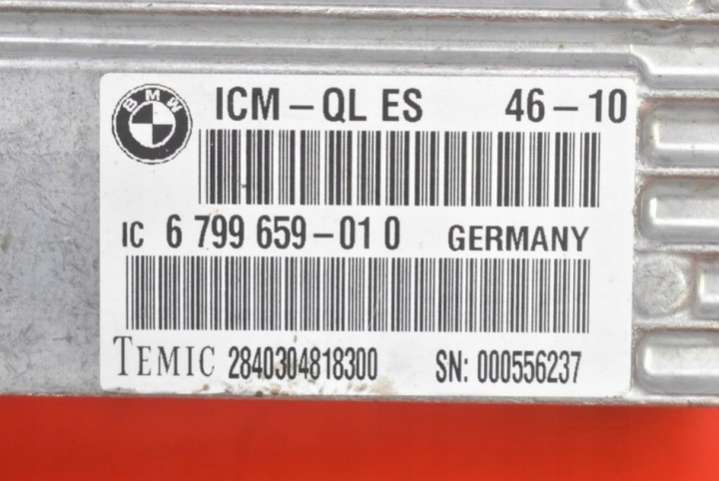 BMW
ICM - QL ES 46 - 10
IC 6 799 659 - 01 0 GERMANY
TEMIC 2840304818300 SN: 000556237